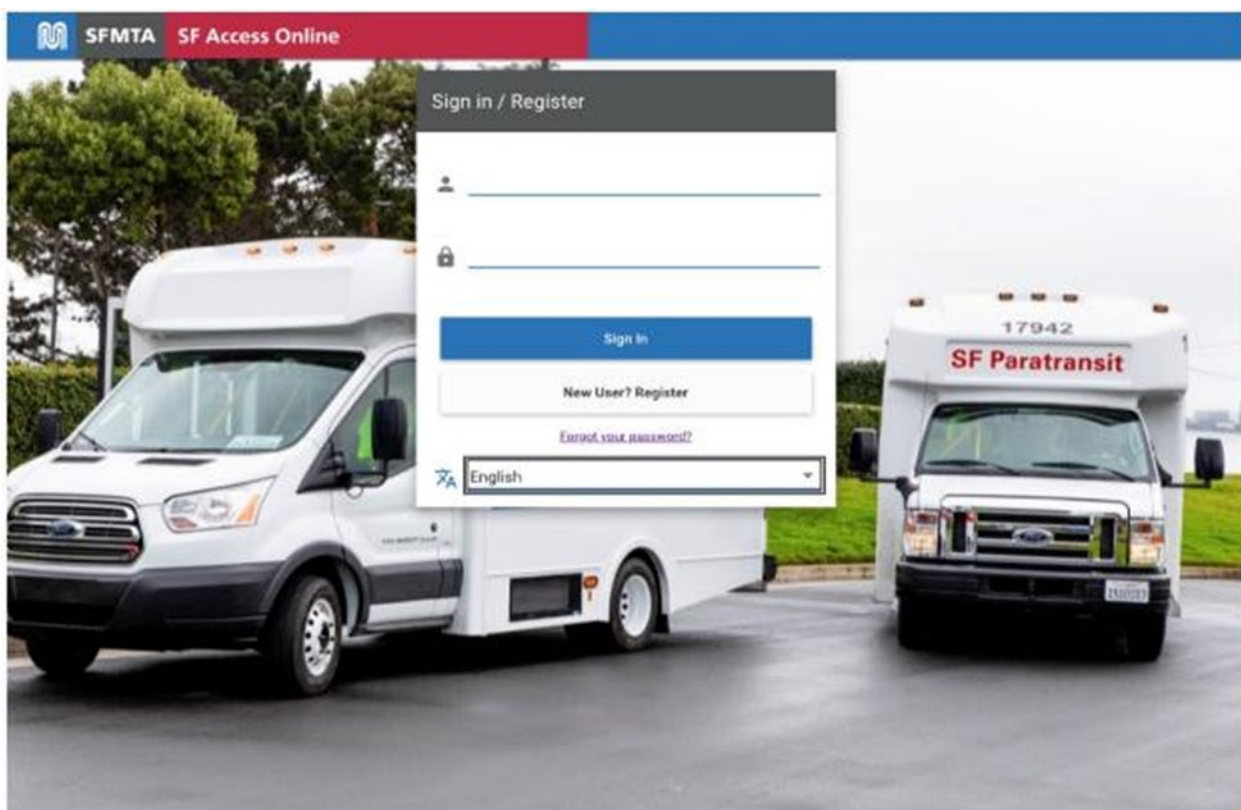 SFMTA SF Access Online
Sign in / Register
Sign In
New User? Register
Forgot your password?
English
17942
SF Paratransit